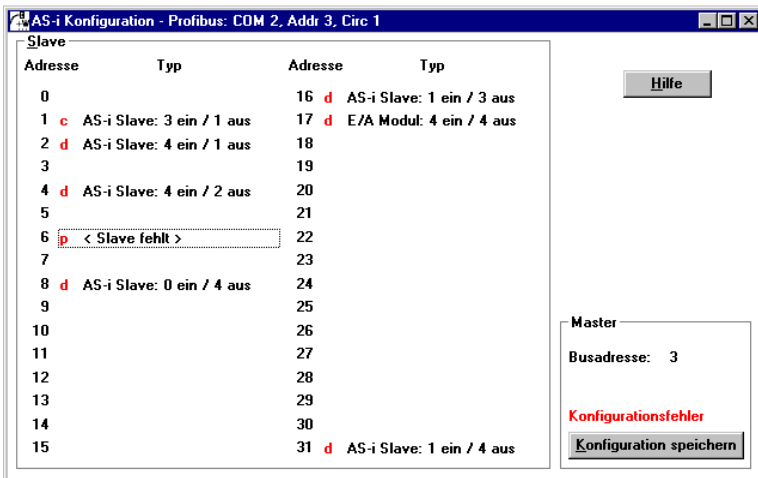 AS-i Konfiguration - Profibus: COM 2, Addr 3, Circ 1
Slave
Adresse Typ Adresse Typ
0 16 d AS-i Slave: 1 ein / 3 aus
1 c AS-i Slave: 3 ein / 1 aus 17 d E/A Modul: 4 ein / 4 aus
2 d AS-i Slave: 4 ein / 1 aus 18
3 19
4 d AS-i Slave: 4 ein / 2 aus 20
5 21
6 p < Slave fehlt > 22
7 23
8 d AS-i Slave: 0 ein / 4 aus 24
9 25
10 26
11 27
12 28
13 29
14 30
15 31 d AS-i Slave: 1 ein / 4 aus
Hilfe
Master
Busadresse: 3
Konfigurationsfehler
Konfiguration speichern